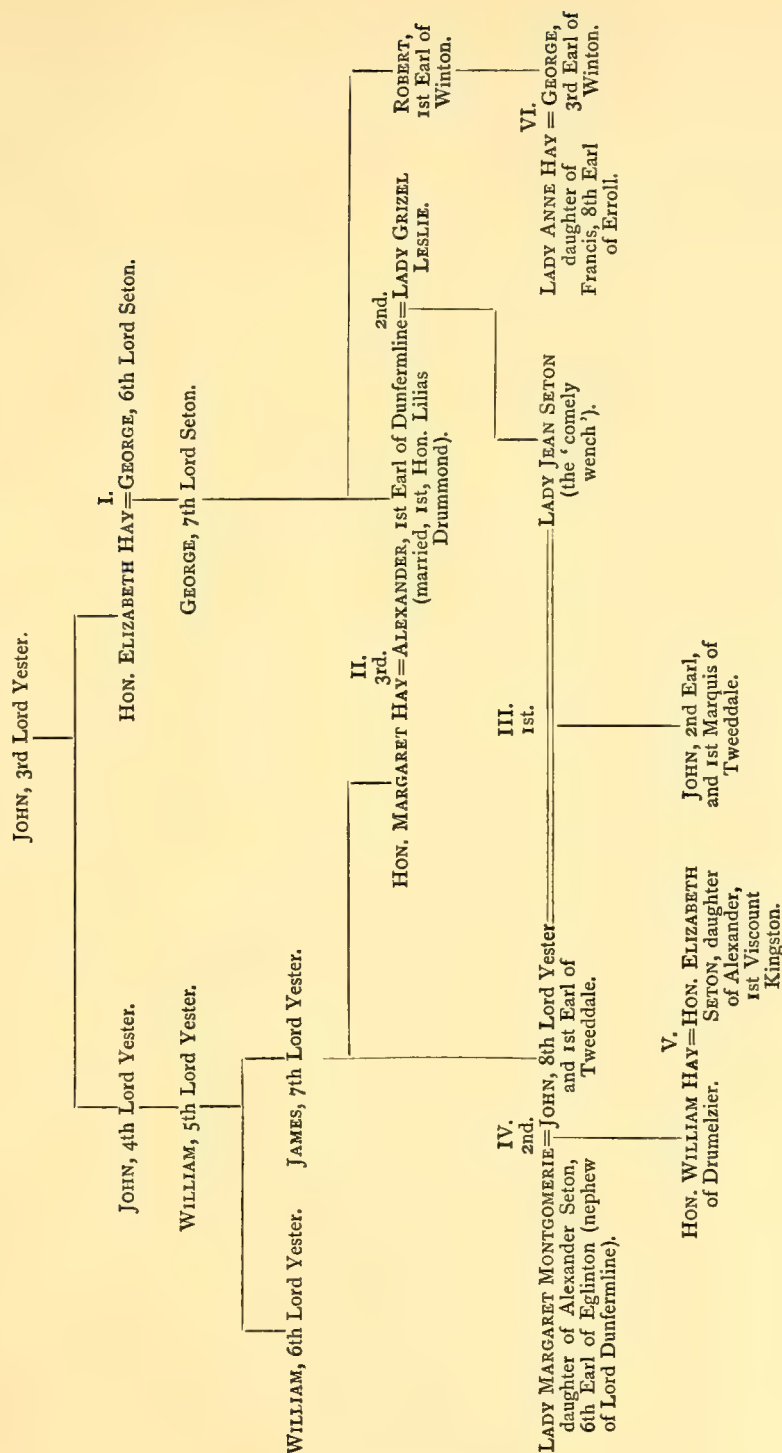 JOHN, 3rd Lord Yester.
JOHN, 4th Lord Yester.
I.
HON. ELIZABETH HAY=GEORGE, 6th Lord Seton.
WILLIAM, 5th Lord Yester.
GEORGE, 7th Lord Seton.
WILLIAM, 6th Lord Yester.
JAMES, 7th Lord Yester.
II.
3rd.
2nd.
HON. MARGARET HAY=ALEXANDER, 1st Earl of Dunfermline=LADY GRIZEL
(married, 1st, Hon. Lilias
Drummond).
LESLIE.
ROBERT,
1st Earl of
Winton.
IV.
2nd.
III.
1st.
VI.
LADY MARGARET MONTGOMERIE=JOHN, 8th Lord Yester
daughter of Alexander Seton,
6th Earl of Eglinton (nephew
of Lord Dunfermline).
and 1st Earl of
Tweeddale.
LADY JEAN SETON
(the ‘comely
wench’).
LADY ANNE HAY=GEORGE,
daughter of
Francis, 8th Earl
of Erroll.
3rd Earl of
Winton.
V.
HON. WILLIAM HAY=HON. ELIZABETH
of Drumelzier.
SETON, daughter
of Alexander,
1st Viscount
Kingston.
JOHN, 2nd Earl,
and 1st Marquis of
Tweeddale.